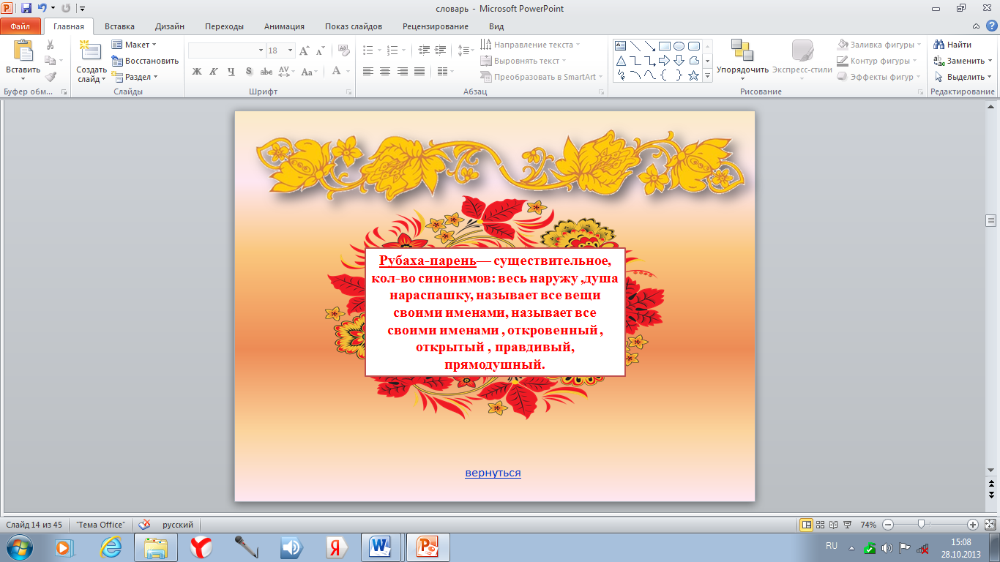 словарь - Microsoft PowerPoint
Файл Главная Вставка Дизайн Переходы Анимация Показ слайдов Рецензирование Вид
Вставить
Буфер обм...
Создать слайд
Макет
Восстановить
Раздел
Слайды
18
Ж К Ч S abc AV Aa A
Шрифт
Направление текста
Выровнять текст
Преобразовать в SmartArt
Абзац
Упорядочить
Экспресс-стили
Заливка фигуры
Контур фигуры
Эффекты фигур
Рисование
Найти
Заменить
Выделить
Редактирование
Рубаха-парень— существительное,
кол-во синонимов: весь наружу ,душа
нараспашку, называет все вещи
своими именами, называет все
своими именами , откровенный ,
открытый , правдивый,
прямодушный.
вернуться
Слайд 14 из 45 "Тема Office" русский 74%
RU 15:08
28.10.2013